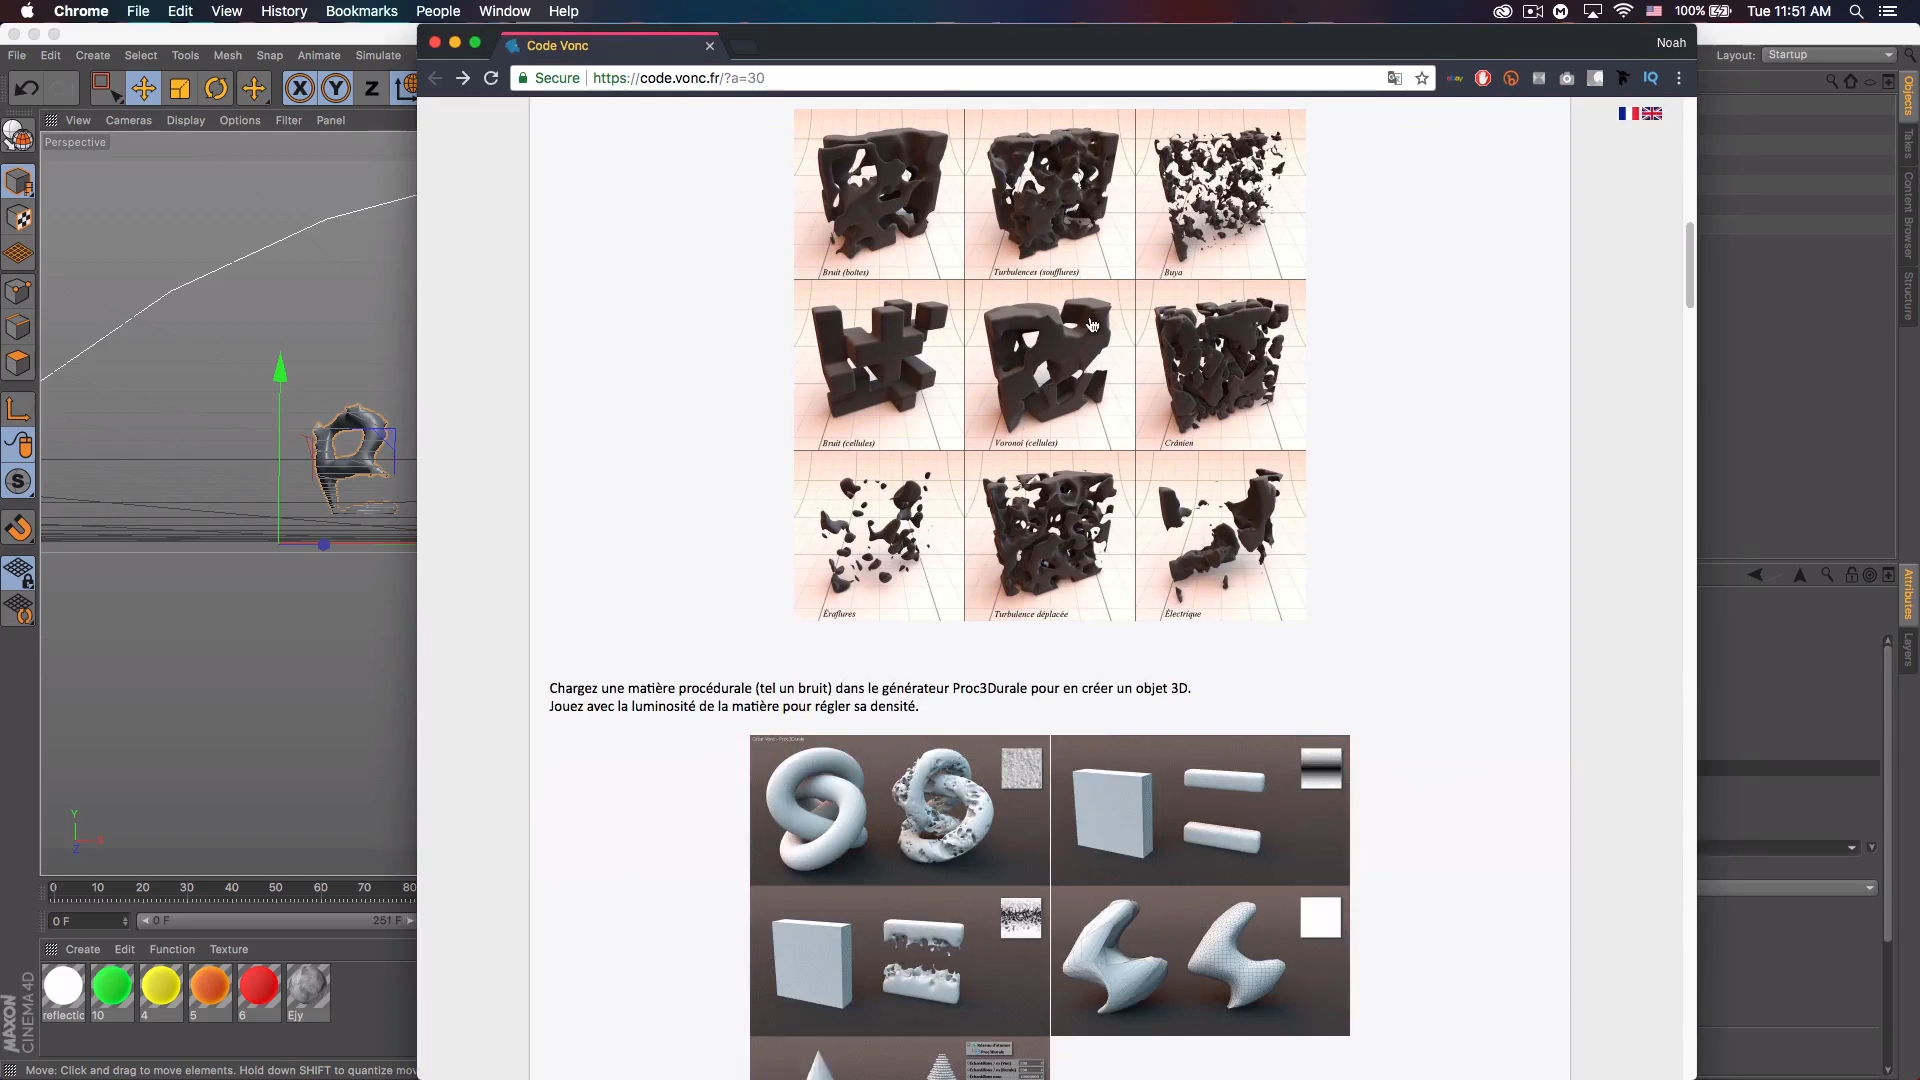 Chrome File Edit View History Bookmarks People Window Help
100% Tue 11:51 AM
Code Vonc
Noah
File Edit Create Select Tools Mesh Snap Animate Simulate
Layout: Startup
Secure https://code.vonc.fr/?a=30
ebay
IQ
X Y Z
View Cameras Display Options Filter Panel
Perspective
Objects
Takes
Content Browser
Structure
Bruit (boîtes)
Turbulences (soufflures)
Buya
Bruit (cellules)
Voronoi (cellules)
Crânien
Éraflures
Turbulence déplacée
Électrique
S
Attributes
Layers
Chargez une matière procédurale (tel un bruit) dans le générateur Proc3Durale pour en créer un objet 3D.
Jouez avec la luminosité de la matière pour régler sa densité.
Y
X
Z
0 10 20 30 40 50 60 70 80
0 F
0 F
251 F
Create Edit Function Texture
reflectic 10 4 5 6 Ejy
MAXON
CINEMA 4D
Move: Click and drag to move elements. Hold down SHIFT to quantize mov